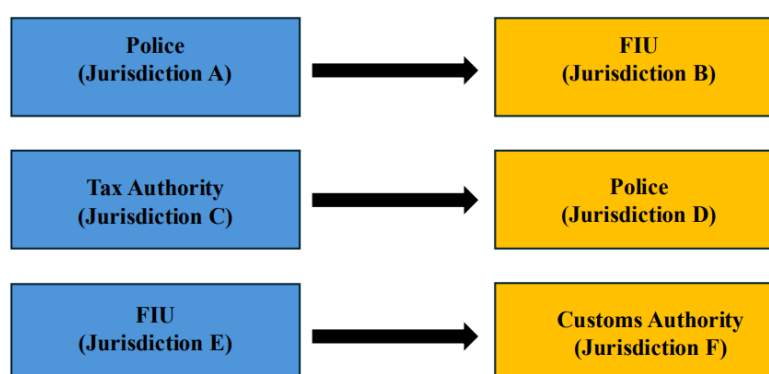 Police
(Jurisdiction A)
FIU
(Jurisdiction B)
Tax Authority
(Jurisdiction C)
Police
(Jurisdiction D)
FIU
(Jurisdiction E)
Customs Authority
(Jurisdiction F)